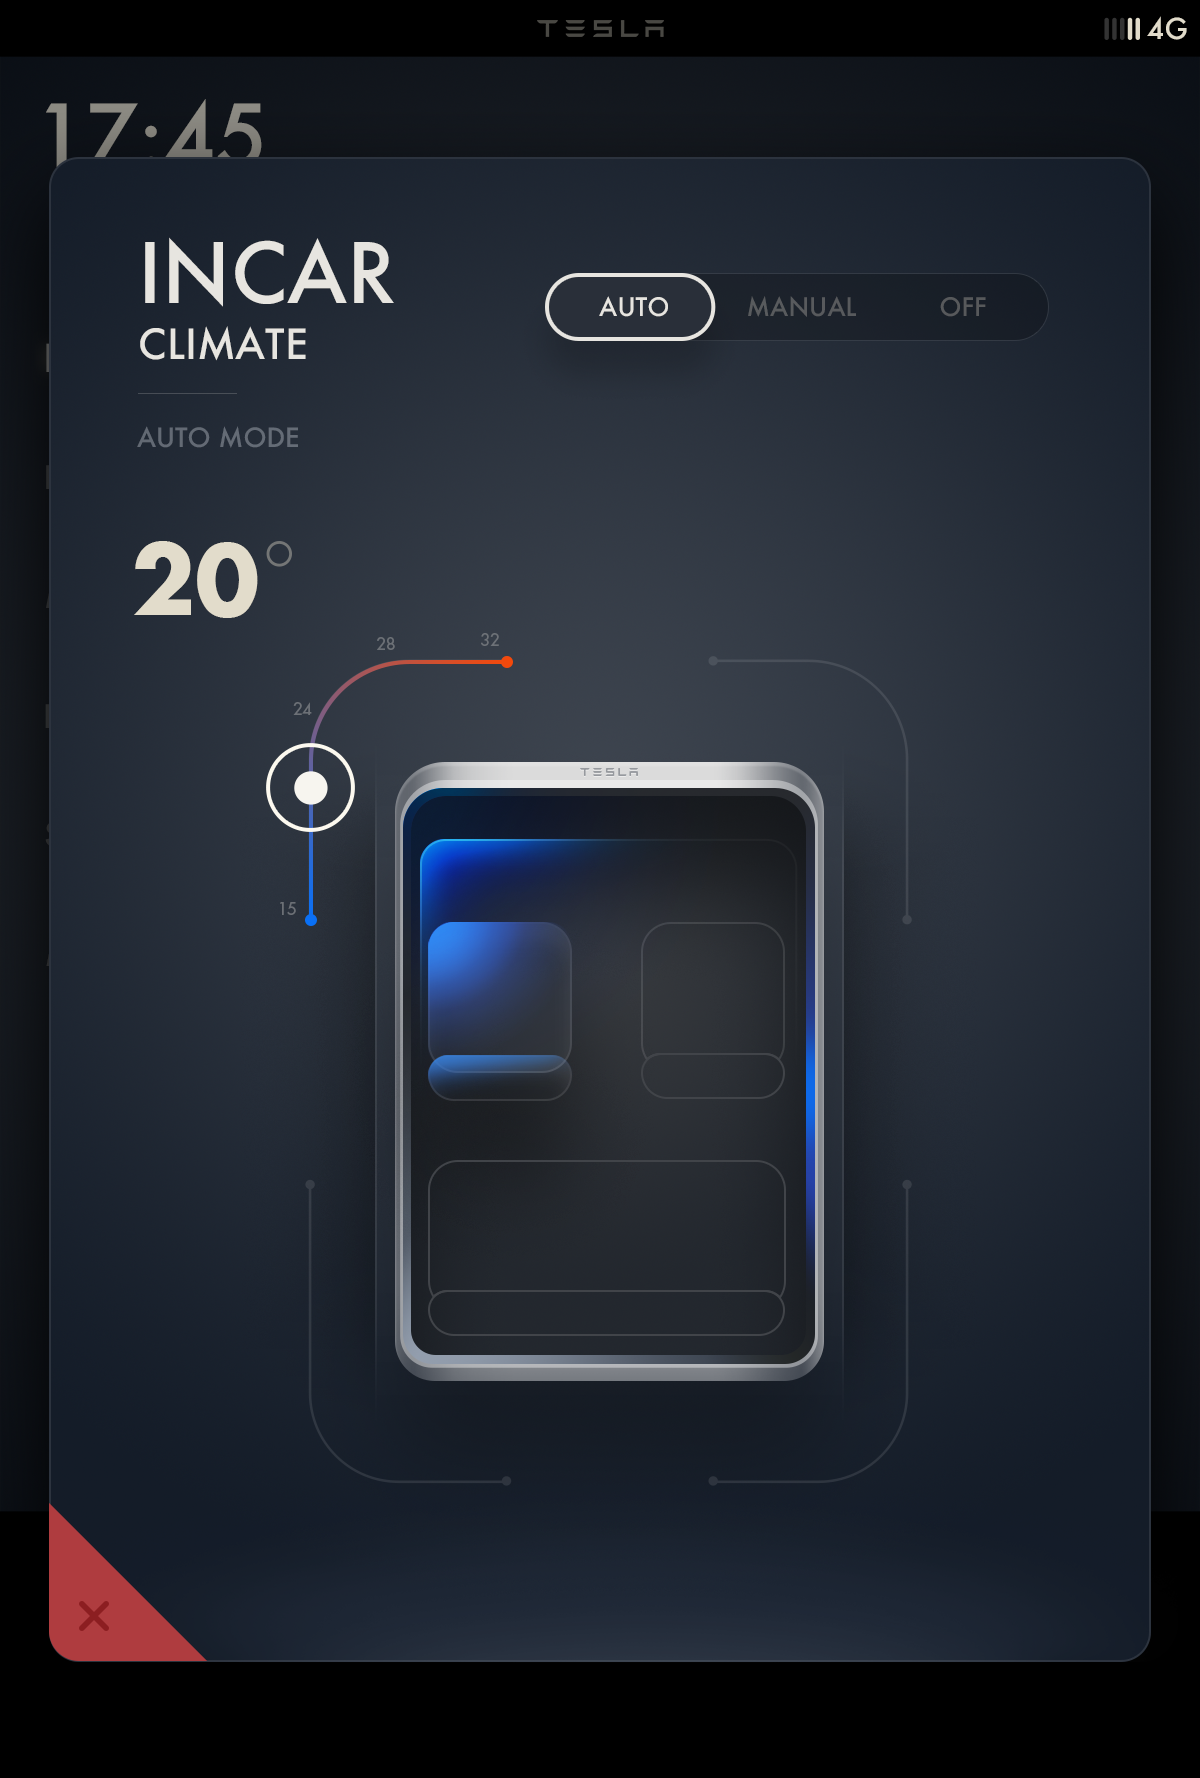 TESLA
4G
17:45
INCAR
CLIMATE
AUTO MANUAL OFF
AUTO MODE
20°
28
32
24
15
TESLA